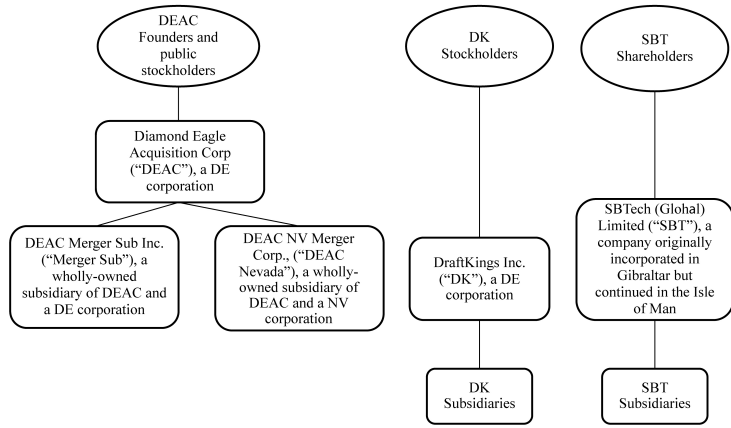 DEAC
Founders and
public
stockholders
DK
Stockholders
SBT
Shareholders
Diamond Eagle
Acquisition Corp
(“DEAC”), a DE
corporation
DEAC Merger Sub Inc.
(“Merger Sub”), a
wholly-owned
subsidiary of DEAC and
a DE corporation
DEAC NV Merger
Corp., (“DEAC
Nevada”), a wholly-
owned subsidiary of
DEAC and a NV
corporation
DraftKings Inc.
(“DK”), a DE
corporation
SBTech (Glohal)
Limited (“SBT”), a
company originally
incorporated in
Gibraltar but
continued in the Isle
of Man
DK
Subsidiaries
SBT
Subsidiaries